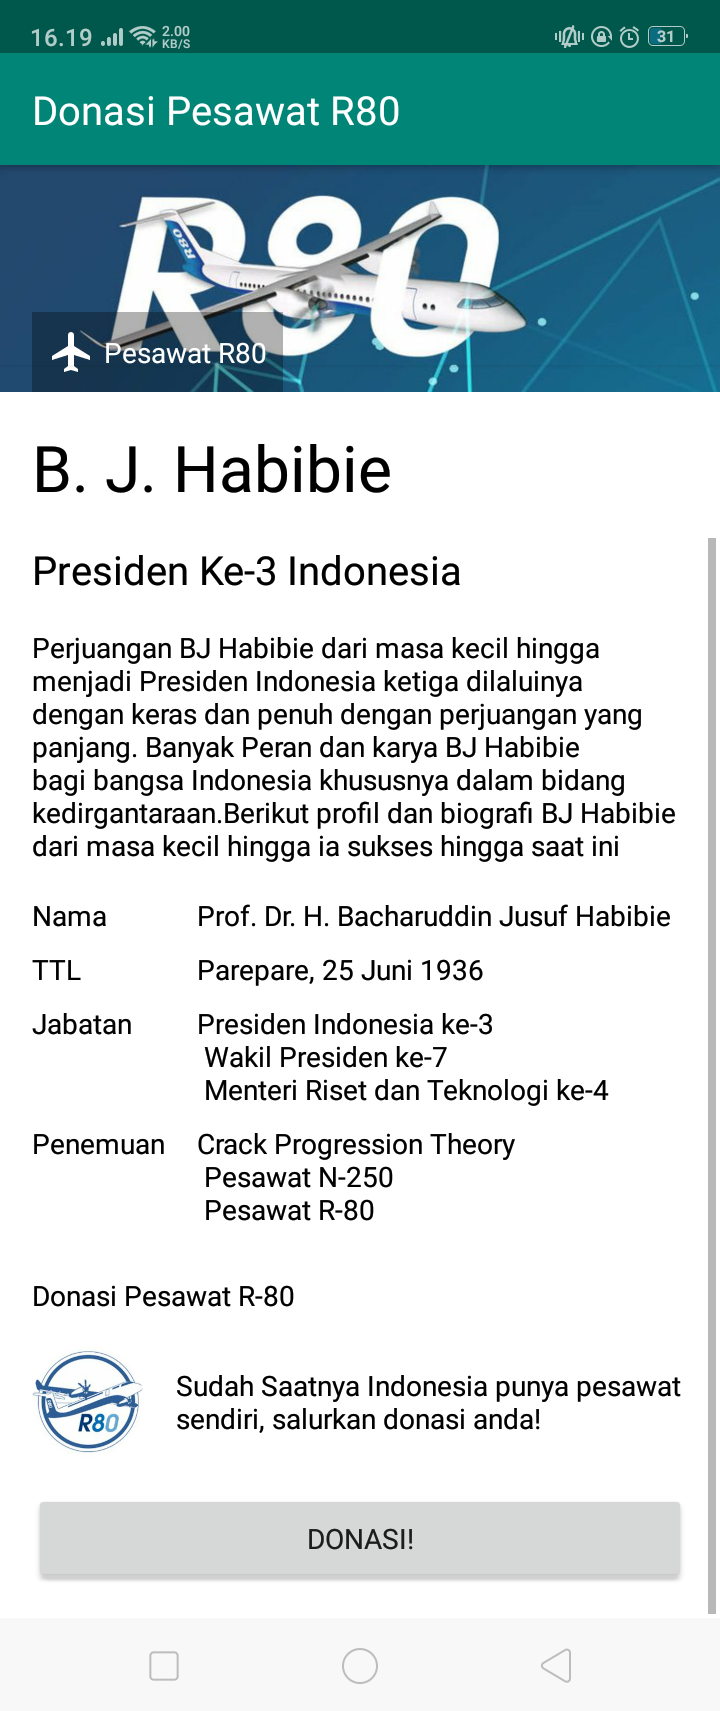 16.19 2.00 KB/S 31
Donasi Pesawat R80
R80
R80
Pesawat R80
B. J. Habibie
Presiden Ke-3 Indonesia
Perjuangan BJ Habibie dari masa kecil hingga
menjadi Presiden Indonesia ketiga dilaluinya
dengan keras dan penuh dengan perjuangan yang
panjang. Banyak Peran dan karya BJ Habibie
bagi bangsa Indonesia khususnya dalam bidang
kedirgantaraan.Berikut profil dan biografi BJ Habibie
dari masa kecil hingga ia sukses hingga saat ini
Nama Prof. Dr. H. Bacharuddin Jusuf Habibie
TTL Parepare, 25 Juni 1936
Jabatan Presiden Indonesia ke-3
Wakil Presiden ke-7
Menteri Riset dan Teknologi ke-4
Penemuan Crack Progression Theory
Pesawat N-250
Pesawat R-80
Donasi Pesawat R-80
R80
Sudah Saatnya Indonesia punya pesawat
sendiri, salurkan donasi anda!
DONASI!